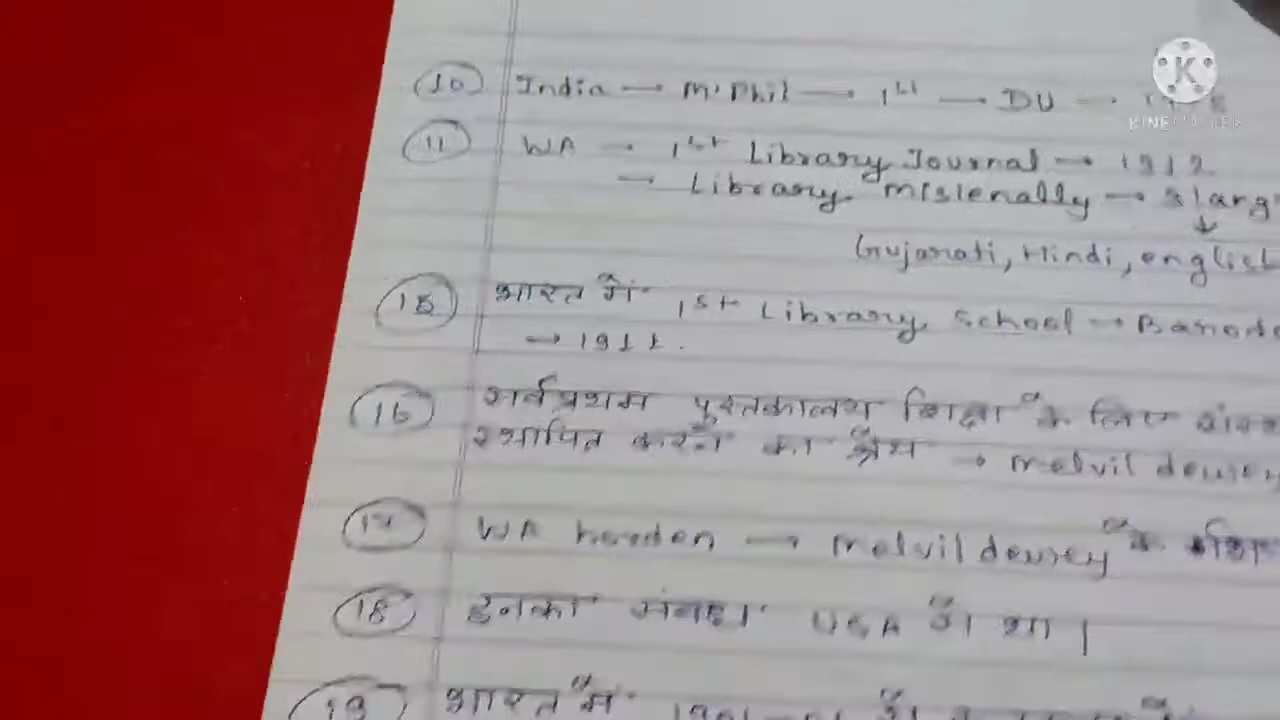 10 India → M.Phil → 1st → DU →
KINEMASTER
11 WA → 1st Library Journal → 1912
→ Library mislenally → 3 lang
Gujarati, Hindi, english
15 भारत में 1st Library School → Barod
→ 1911.
16 सर्वप्रथम पुस्तकालय शिक्षा के लिए
स्थापित करने का श्रेय → melvil dewey
17 WA borden → melvil dewey के शि
18 इनका संबंध USA से था।
19 भारत में